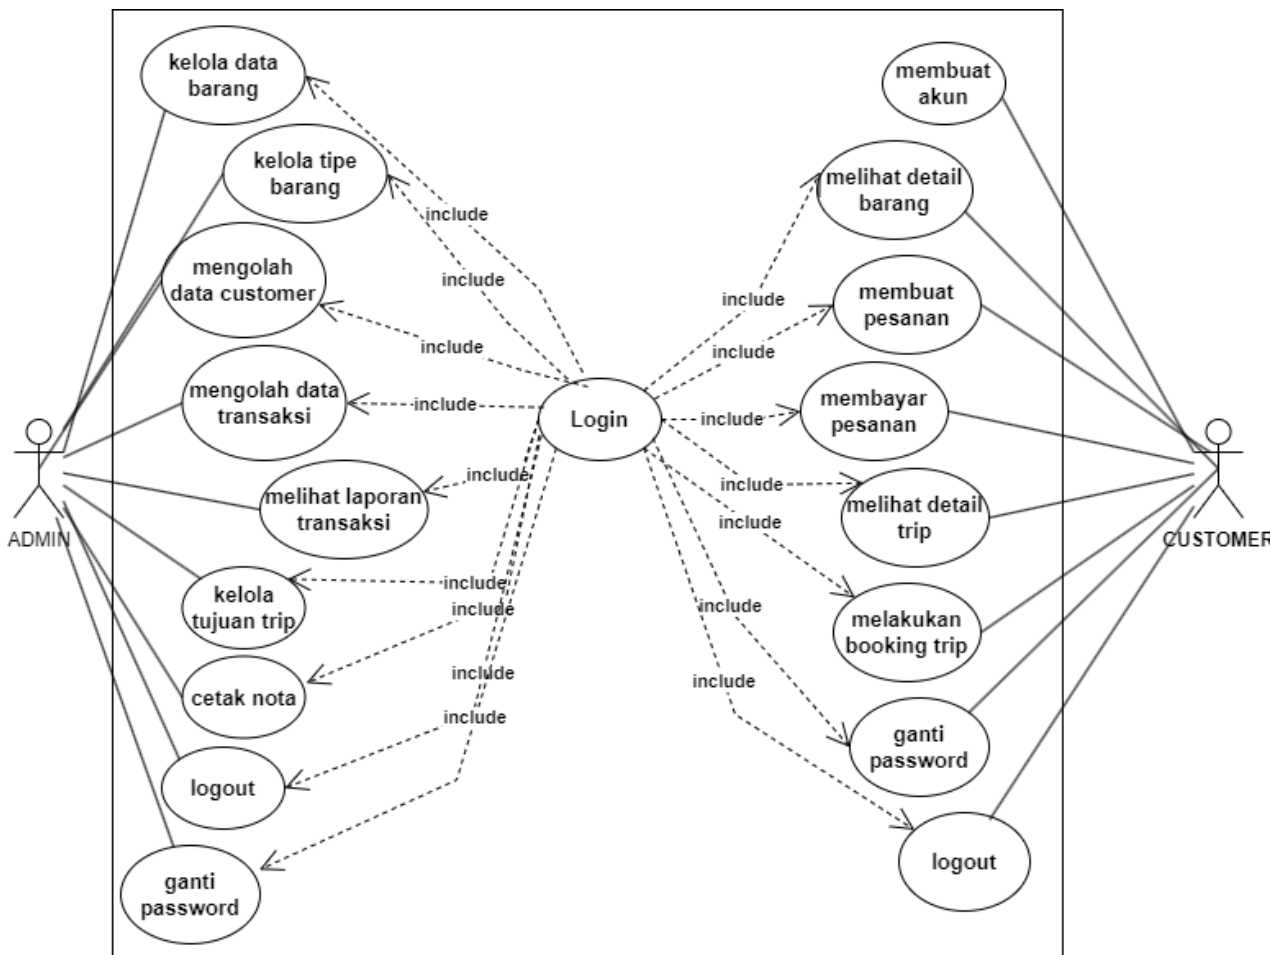 kelola data
barang
membuat
akun
kelola tipe
barang
melihat detail
barang
include
mengolah
data customer
include
include
membuat
pesanan
include
include
mengolah data
transaksi
include
Login
include
membayar
pesanan
include
melihat laporan
transaksi
include
melihat detail
trip
include
ADMIN
CUSTOMER
kelola
tujuan trip
include
include
include
melakukan
booking trip
include
include
cetak nota
include
ganti
password
logout
logout
ganti
password